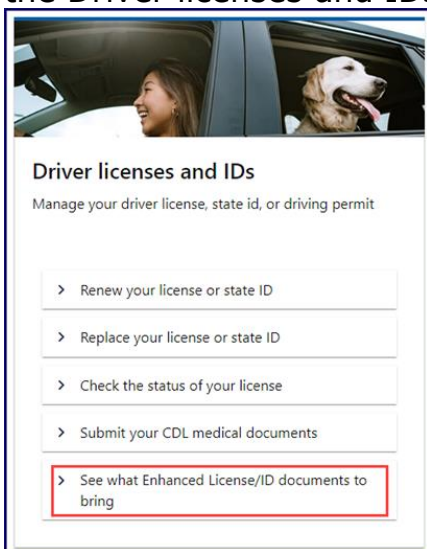 the Driver licenses and IDs
Driver licenses and IDs
Manage your driver license, state id, or driving permit
Renew your license or state ID
Replace your license or state ID
Check the status of your license
Submit your CDL medical documents
See what Enhanced License/ID documents to
bring